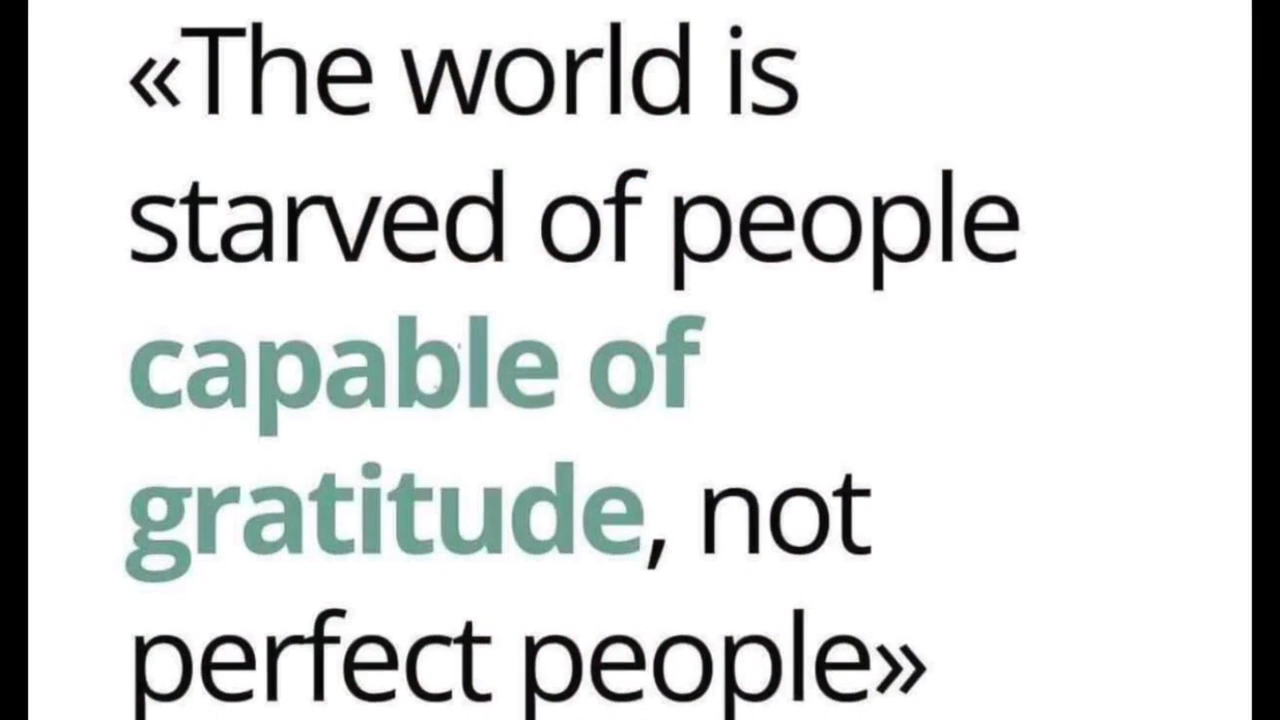 «The world is
starved of people
capable of
gratitude, not
perfect people»